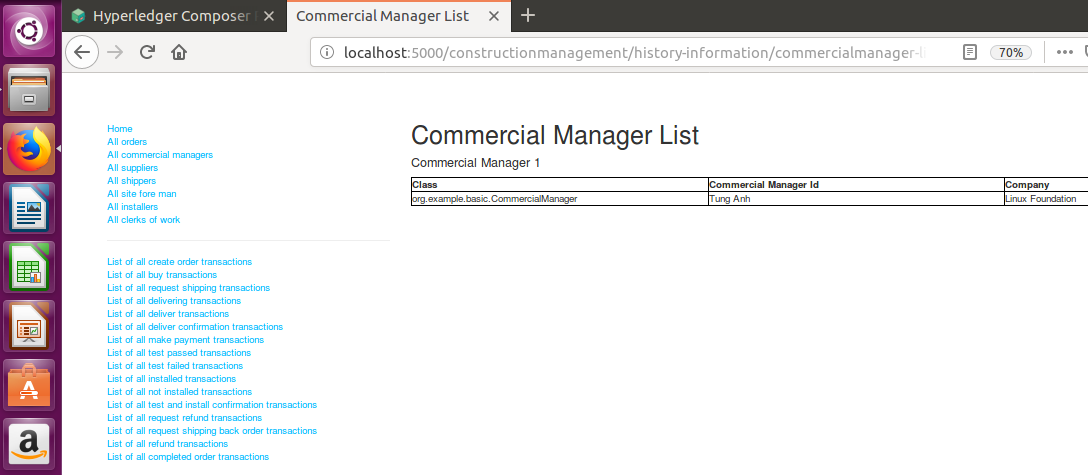 Hyperledger Composer
Commercial Manager List
localhost:5000/constructionmanagement/history-information/commercialmanager-l
70%
Home
All orders
All commercial managers
All suppliers
All shippers
All site fore man
All installers
All clerks of work
List of all create order transactions
List of all buy transactions
List of all request shipping transactions
List of all delivering transactions
List of all deliver transactions
List of all deliver confirmation transactions
List of all make payment transactions
List of all test passed transactions
List of all test failed transactions
List of all installed transactions
List of all not installed transactions
List of all test and install confirmation transactions
List of all request refund transactions
List of all request shipping back order transactions
List of all refund transactions
List of all completed order transactions
Commercial Manager List
Commercial Manager 1
Class Commercial Manager Id Company
org.example.basic.CommercialManager Tung Anh Linux Foundation